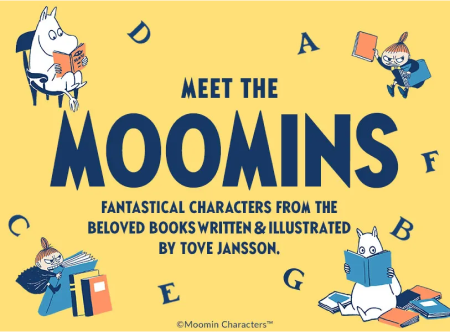 D
A
MEET THE
MOOMINS
F
FANTASTICAL CHARACTERS FROM THE
BELOVED BOOKS WRITTEN & ILLUSTRATED
BY TOVE JANSSON.
C
B
E
G
©Moomin Characters™